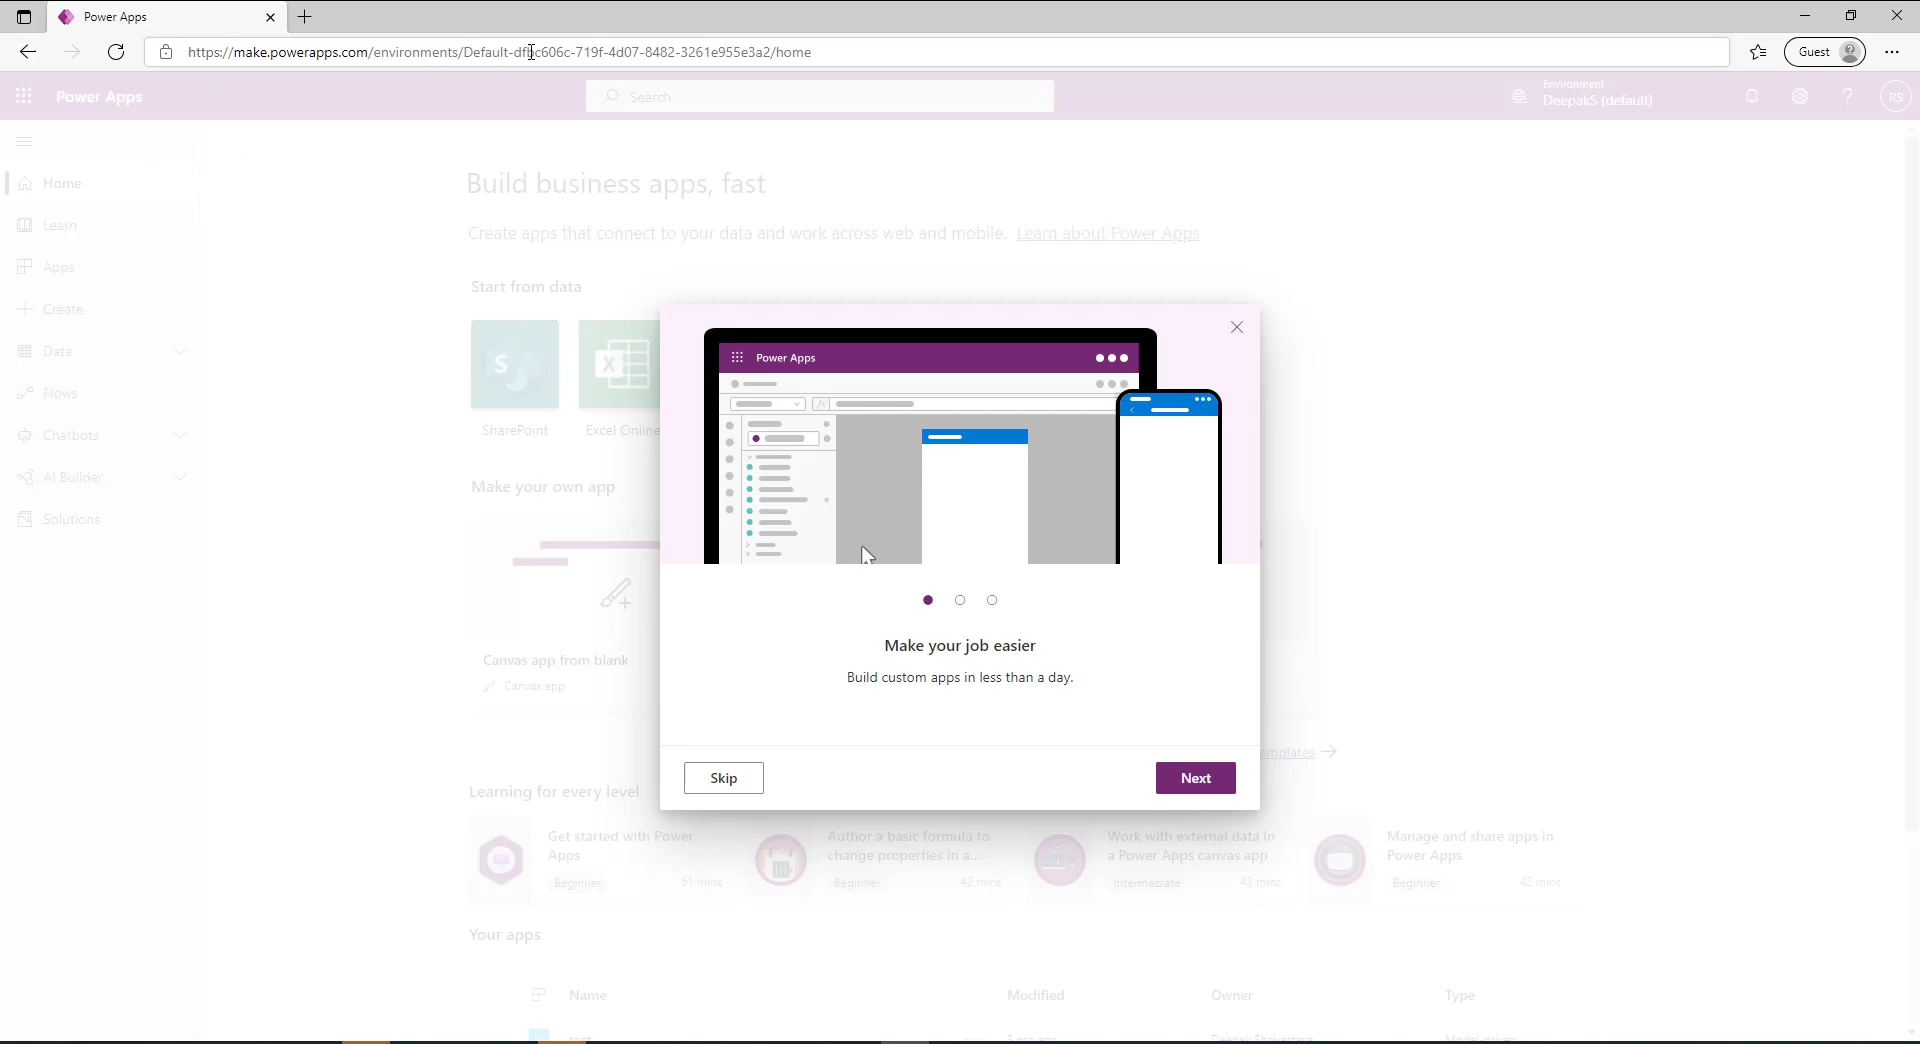 Power Apps
https://make.powerapps.com/environments/Default-dfbc606c-719f-4d07-8482-3261e955e3a2/home
Guest
Power Apps
Search
Environment
DeepakS (default)
RS
Home
Learn
Apps
Create
Data
Flows
Chatbots
AI Builder
Solutions
Build business apps, fast
Create apps that connect to your data and work across web and mobile. Learn about Power Apps
Start from data
SharePoint
Excel Online
Make your own app
Canvas app from blank
Canvas app
Power Apps
Make your job easier
Build custom apps in less than a day.
Skip
Next
emplates
Learning for every level
Get started with Power
Apps
Beginner
51 mins
Author a basic formula to
change properties in a...
Beginner
42 mins
Work with external data in
a Power Apps canvas app
Intermediate
43 mins
Manage and share apps in
Power Apps
Beginner
42 mins
Your apps
Name
Modified
Owner
Type